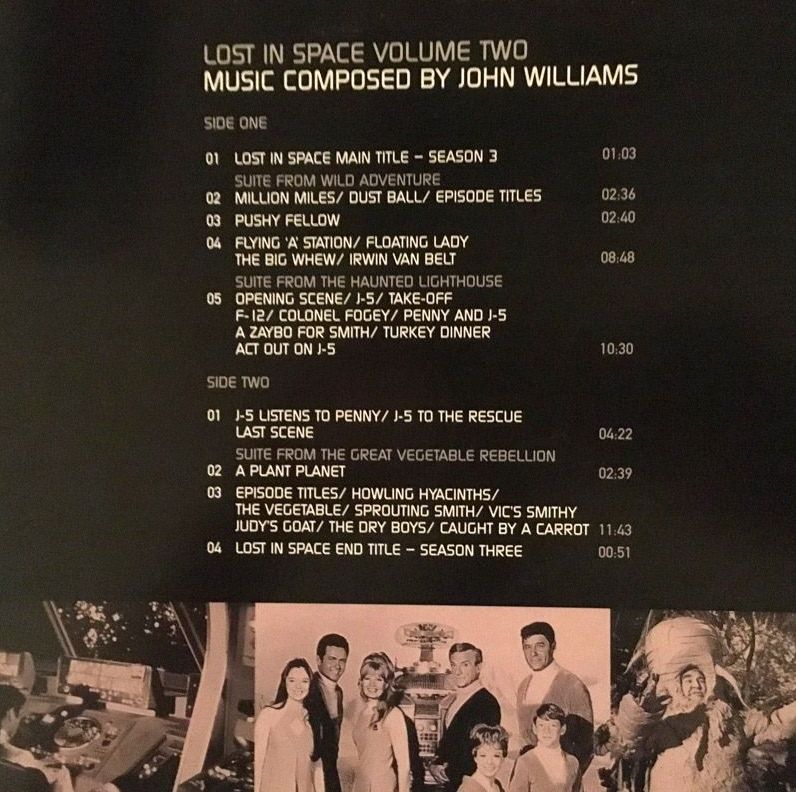 LOST IN SPACE VOLUME TWO
MUSIC COMPOSED BY JOHN WILLIAMS
SIDE ONE
01 LOST IN SPACE MAIN TITLE – SEASON 3 01:03
SUITE FROM WILD ADVENTURE
02 MILLION MILES/ DUST BALL/ EPISODE TITLES 02:36
03 PUSHY FELLOW 02:40
04 FLYING 'A' STATION/ FLOATING LADY
THE BIG WHEW/ IRWIN VAN BELT 08:48
SUITE FROM THE HAUNTED LIGHTHOUSE
05 OPENING SCENE/ J-5/ TAKE-OFF
F-12/ COLONEL FOGEY/ PENNY AND J-5
A ZAYBO FOR SMITH/ TURKEY DINNER
ACT OUT ON J-5 10:30
SIDE TWO
01 J-5 LISTENS TO PENNY/ J-5 TO THE RESCUE
LAST SCENE 04:22
SUITE FROM THE GREAT VEGETABLE REBELLION
02 A PLANT PLANET 02:39
03 EPISODE TITLES/ HOWLING HYACINTHS/
THE VEGETABLE/ SPROUTING SMITH/ VIC'S SMITHY
JUDY'S GOAT/ THE DRY BOYS/ CAUGHT BY A CARROT 11:43
04 LOST IN SPACE END TITLE – SEASON THREE 00:51